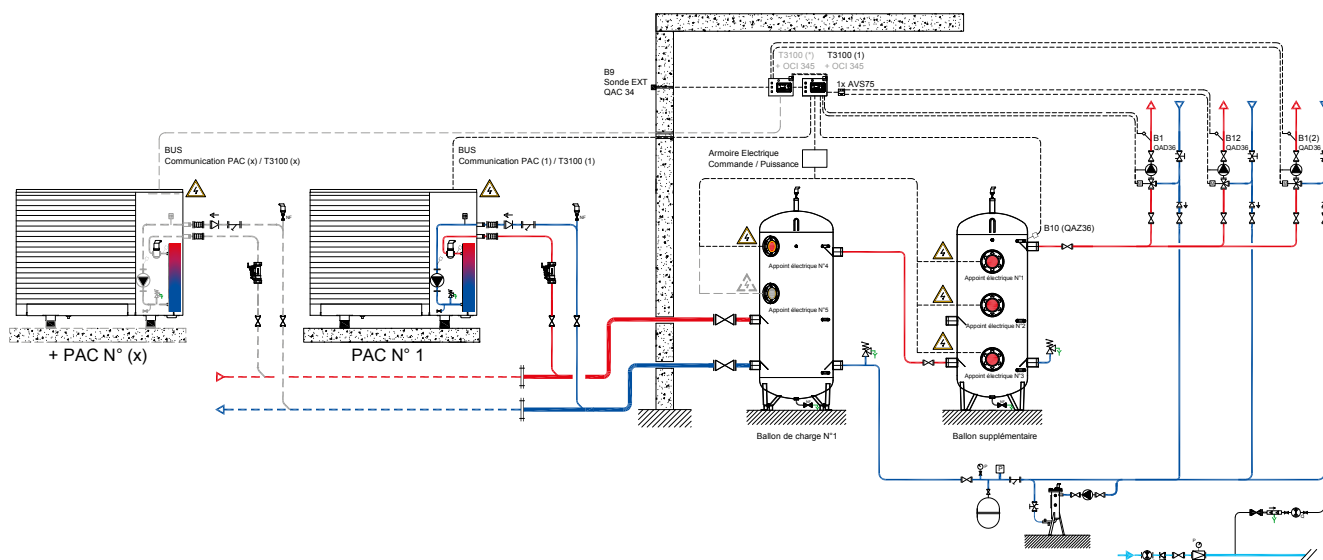 T3100 (*)
+ OCI 345
T3100 (1)
+ OCI 345
B9
Sonde EXT
QAC 34
1x AVS75
B1
QAD36
B12
QAD36
B1(2)
QAD36
BUS
Communication PAC (x) / T3100 (x)
BUS
Communication PAC (1) / T3100 (1)
Armoire Electrique
Commande / Puissance
B10 (QAZ36)
Appoint électrique N°4
Appoint électrique N°5
Appoint électrique N°1
Appoint électrique N°2
Appoint électrique N°3
+ PAC N° (x)
PAC N° 1
Ballon de charge N°1
Ballon supplémentaire
P
P
P